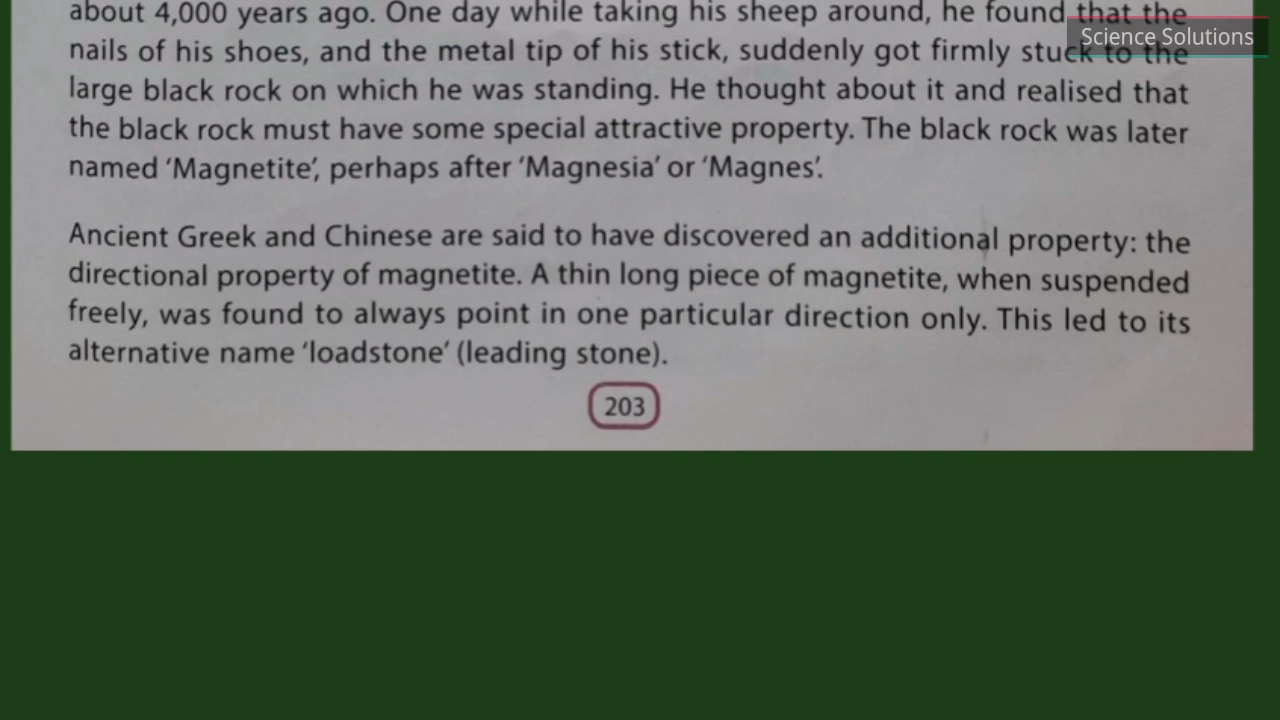 about 4,000 years ago. One day while taking his sheep around, he found that the
Science Solutions
nails of his shoes, and the metal tip of his stick, suddenly got firmly stuck to the
large black rock on which he was standing. He thought about it and realised that
the black rock must have some special attractive property. The black rock was later
named ‘Magnetite’, perhaps after ‘Magnesia’ or ‘Magnes’.
Ancient Greek and Chinese are said to have discovered an additional property: the
directional property of magnetite. A thin long piece of magnetite, when suspended
freely, was found to always point in one particular direction only. This led to its
alternative name ‘loadstone’ (leading stone).
203